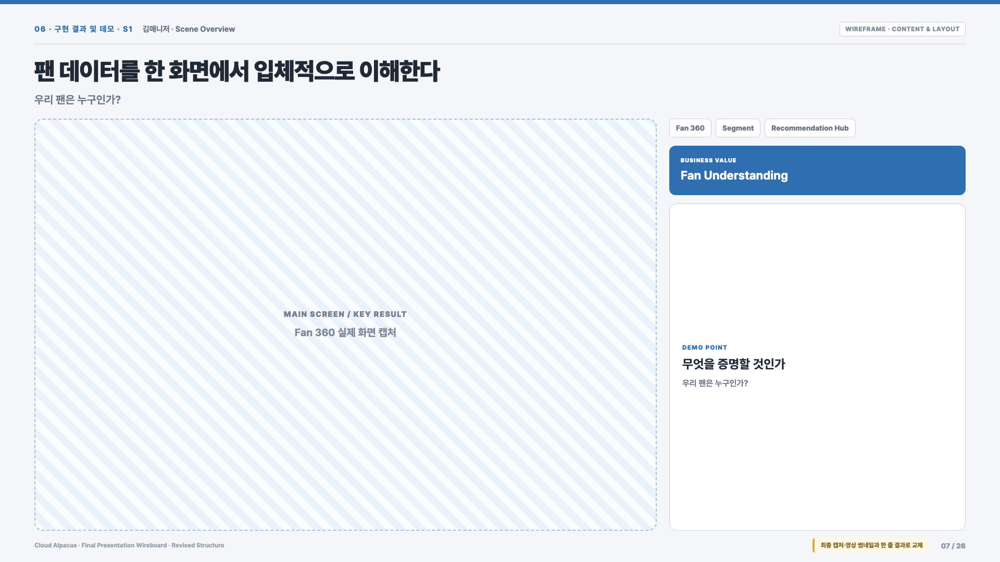 06 · 구현 결과 및 데모 · S1 김매니저 · Scene Overview
WIREFRAME · CONTENT & LAYOUT
팬 데이터를 한 화면에서 입체적으로 이해한다
우리 팬은 누구인가?
MAIN SCREEN / KEY RESULT
Fan 360 실제 화면 캡처
Fan 360
Segment
Recommendation Hub
BUSINESS VALUE
Fan Understanding
DEMO POINT
무엇을 증명할 것인가
우리 팬은 누구인가?
Cloud Alpacas · Final Presentation Wireboard · Revised Structure
최종 캡처·영상 썸네일과 한 줄 결과로 교체
07 / 26